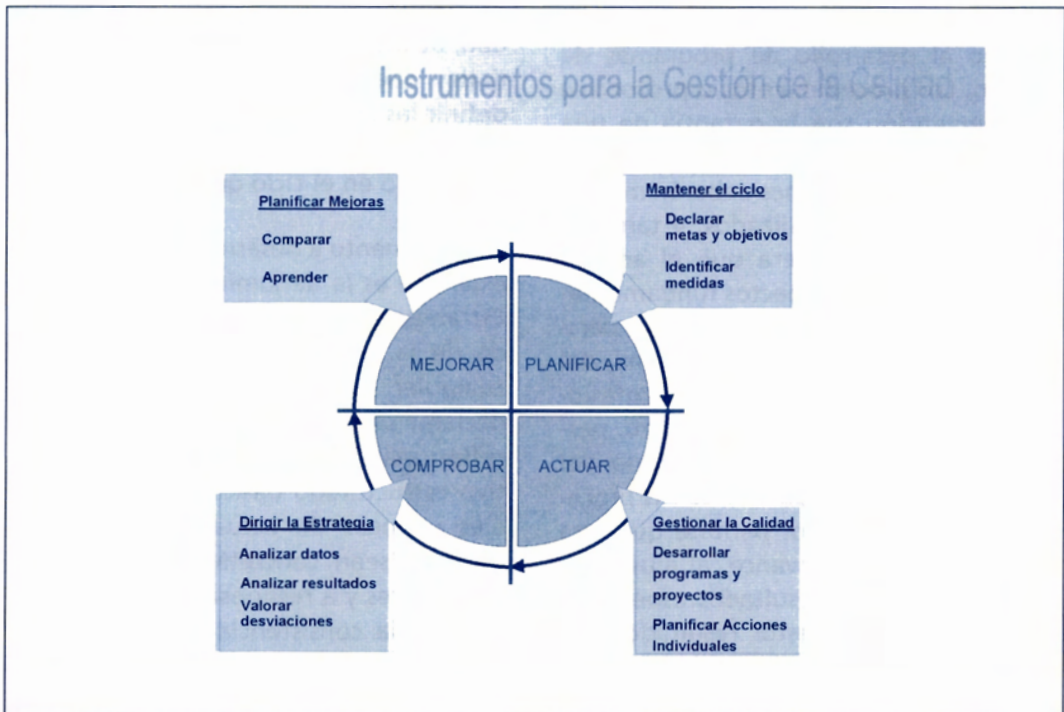 Instrumentos para la Gestión de la Calidad
Planificar Mejoras
Comparar
Aprender
Mantener el ciclo
Declarar
metas y objetivos
Identificar
medidas
MEJORAR
PLANIFICAR
COMPROBAR
ACTUAR
Dirigir la Estrategia
Analizar datos
Analizar resultados
Valorar
desviaciones
Gestionar la Calidad
Desarrollar
programas y
proyectos
Planificar Acciones
Individuales